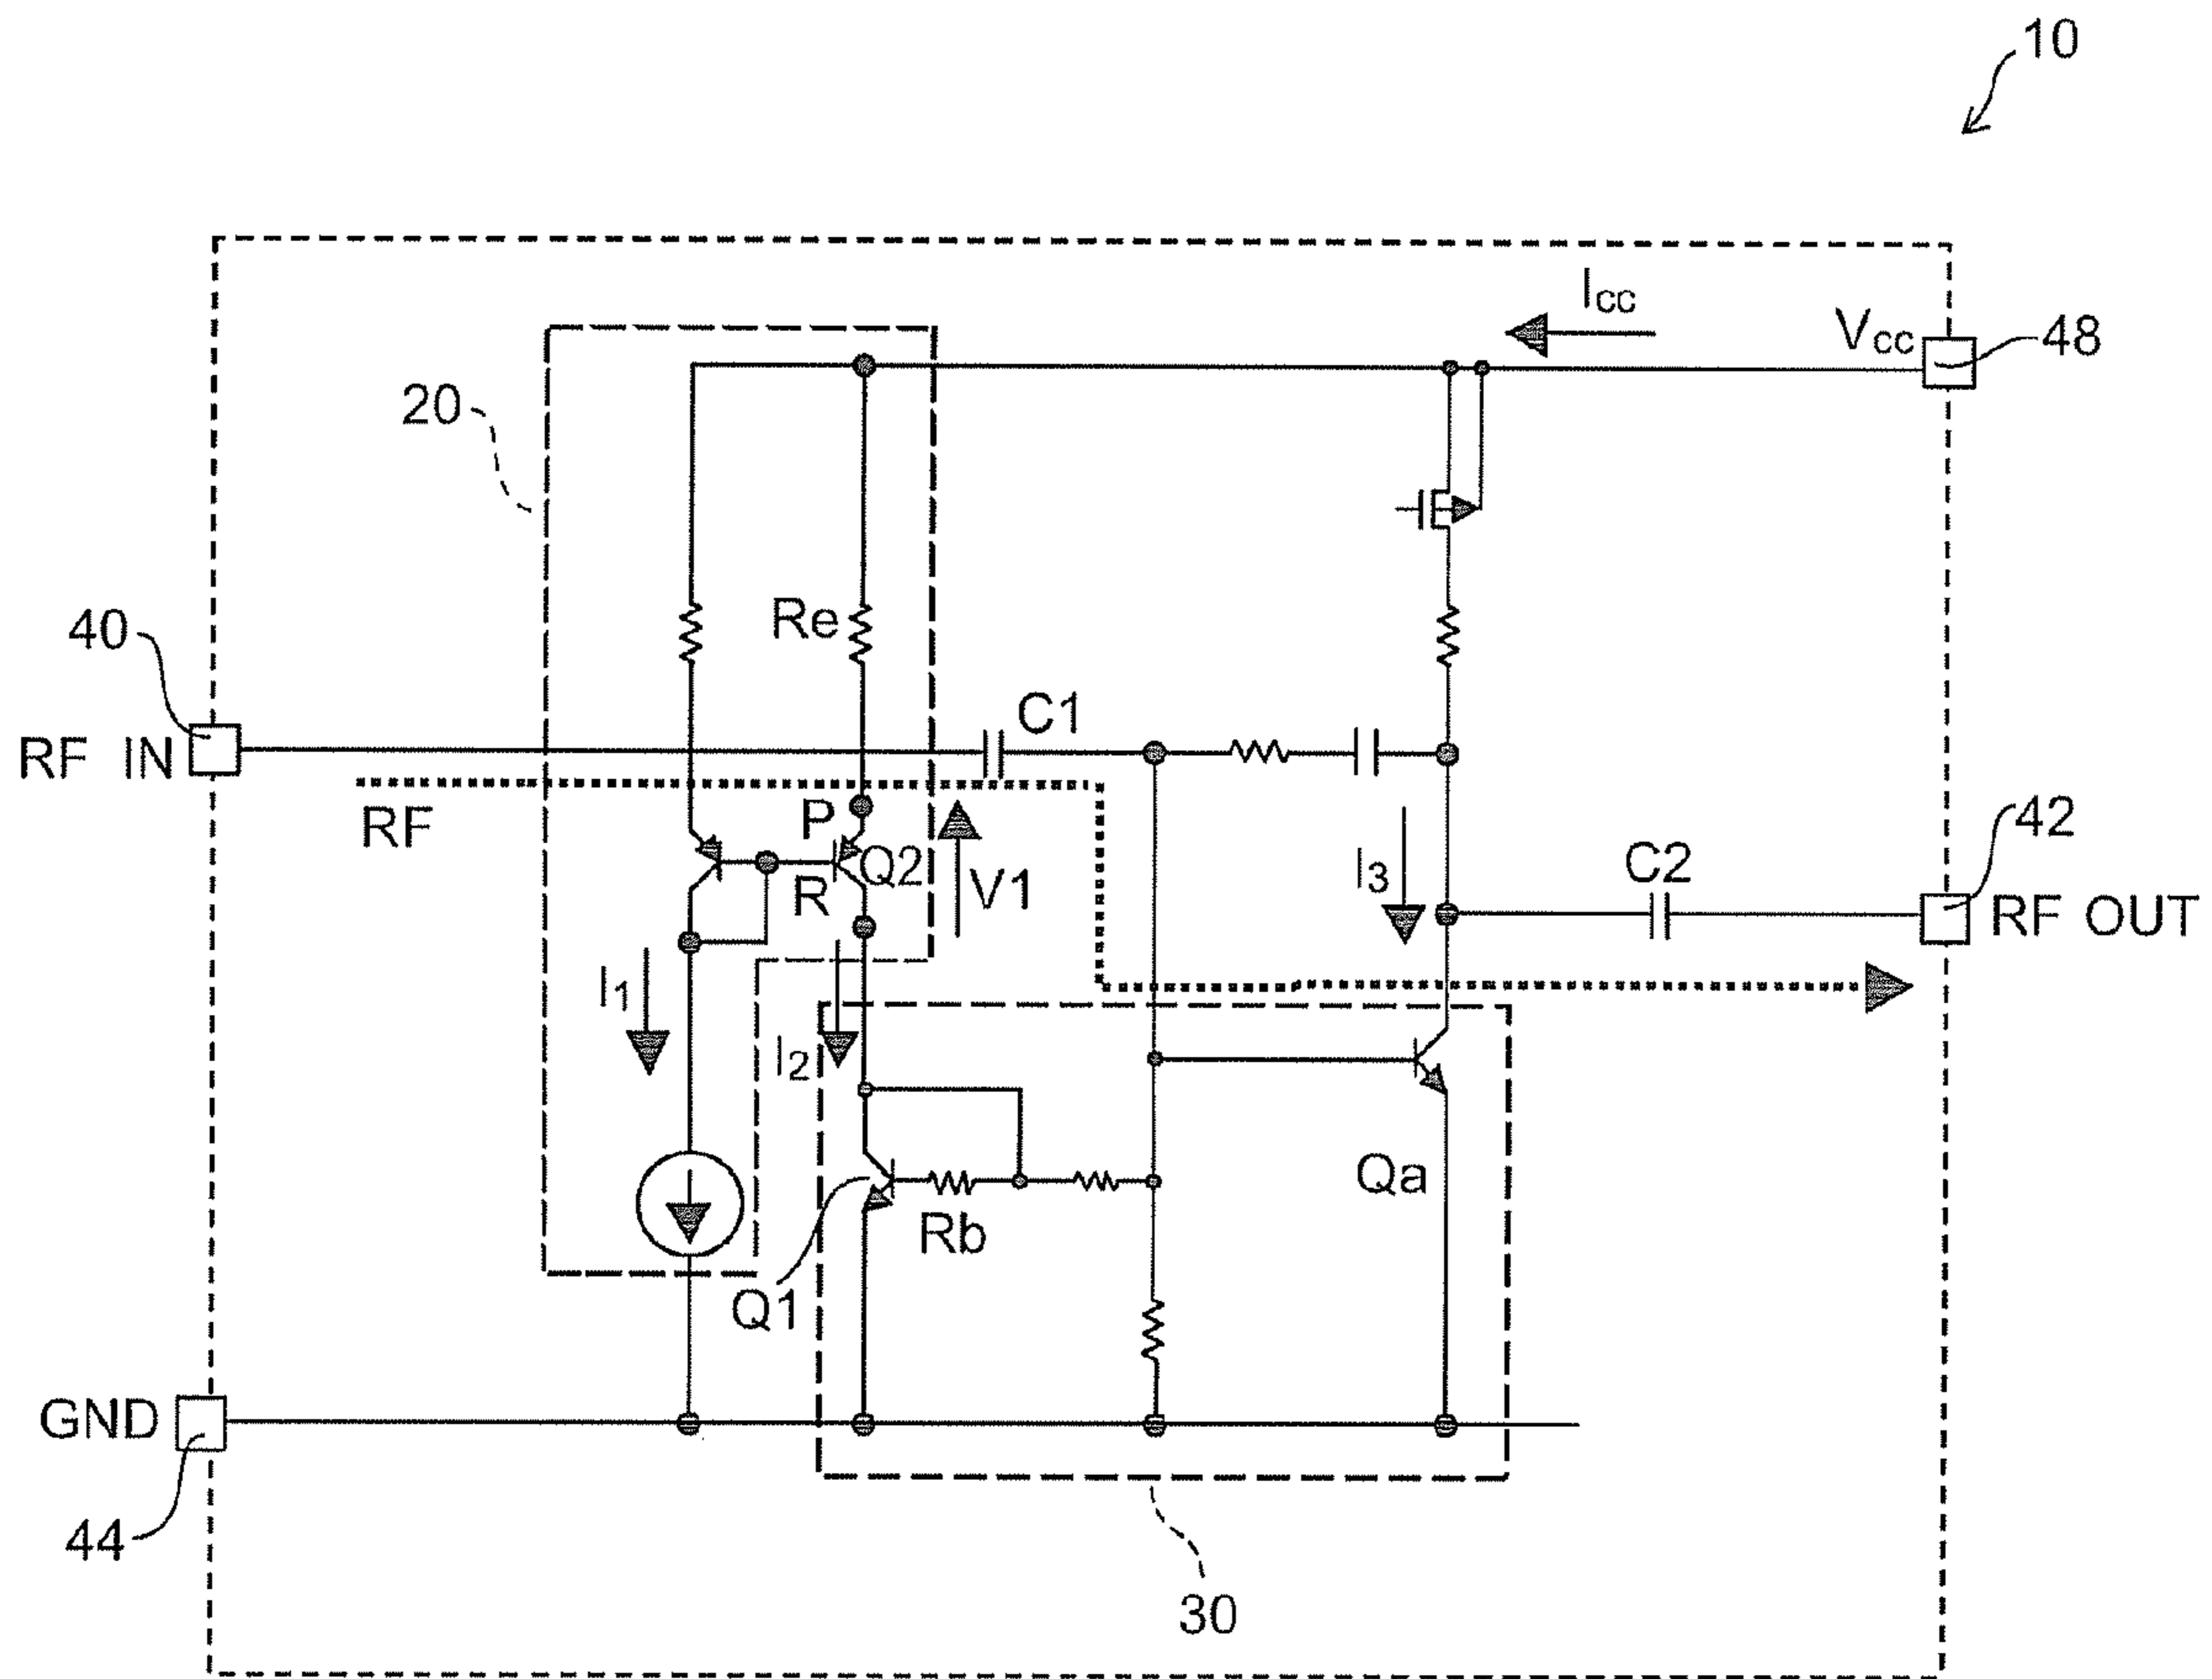 10
Icc
Vcc
48
20
Re
40
C1
RF IN
P
42
RF
Q2
C2
R
V1
I3
RF OUT
I1
I2
Qa
Rb
Q1
GND
44
30